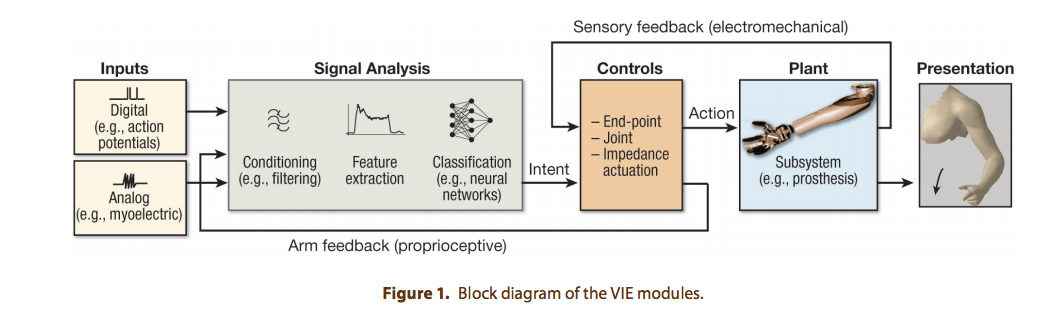 Sensory feedback (electromechanical)
Inputs
Signal Analysis
Controls
Plant
Presentation
Digital
(e.g., action
potentials)
Analog
(e.g., myoelectric)
Conditioning
(e.g., filtering)
Feature
extraction
Classification
(e.g., neural
networks)
Intent
– End-point
– Joint
– Impedance
actuation
Action
Subsystem
(e.g., prosthesis)
Arm feedback (proprioceptive)
Figure 1. Block diagram of the VIE modules.